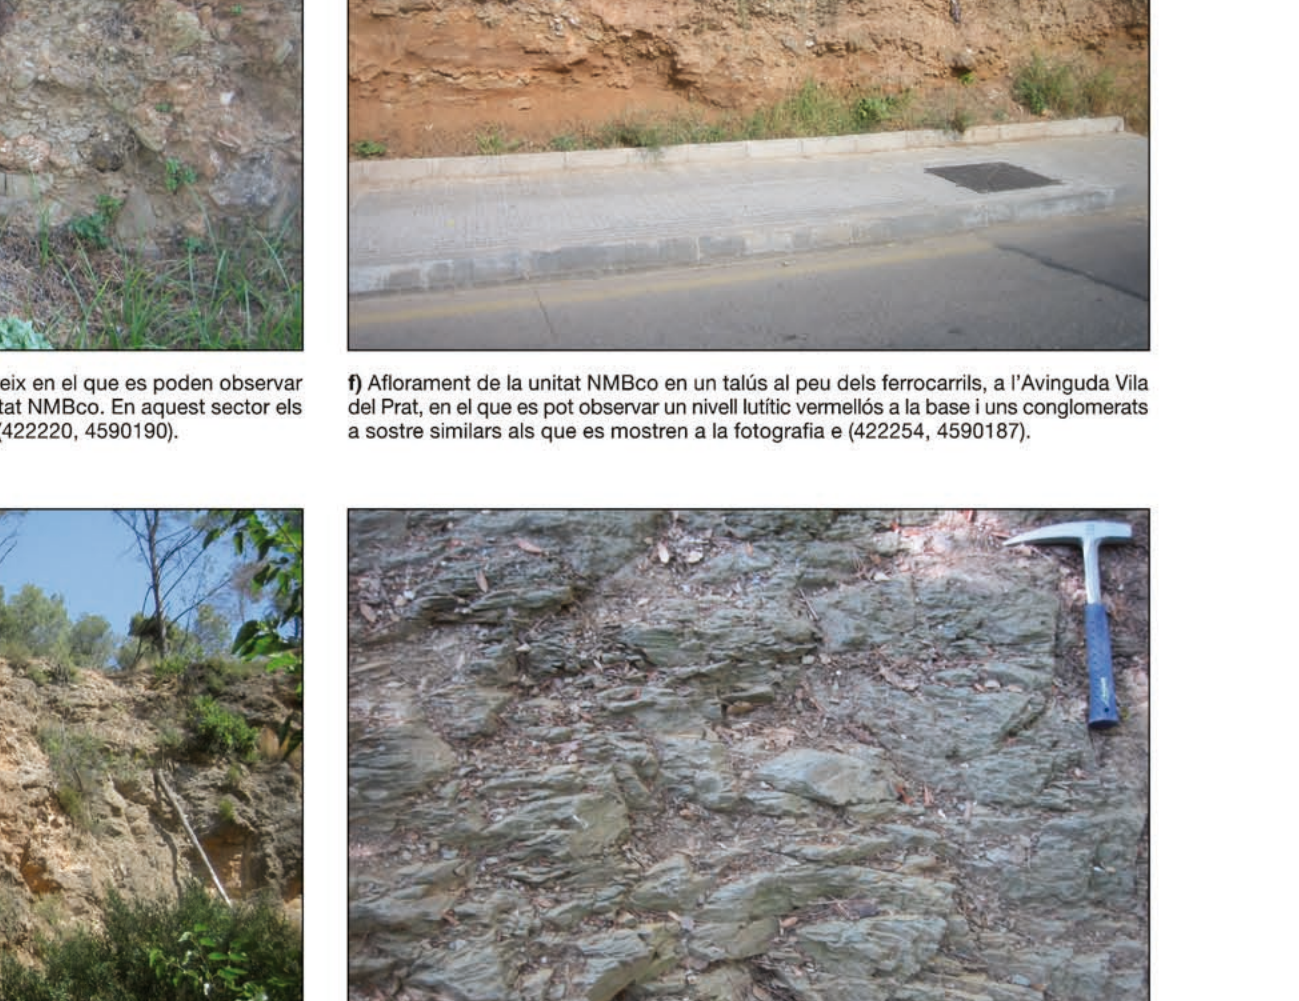 eix en el que es poden observar
tat NMBco. En aquest sector els
(422220, 4590190).
f) Aflorament de la unitat NMBco en un talús al peu dels ferrocarrils, a l'Avinguda Vila
del Prat, en el que es pot observar un nivell lutític vermellós a la base i uns conglomerats
a sostre similars als que es mostren a la fotografia e (422254, 4590187).